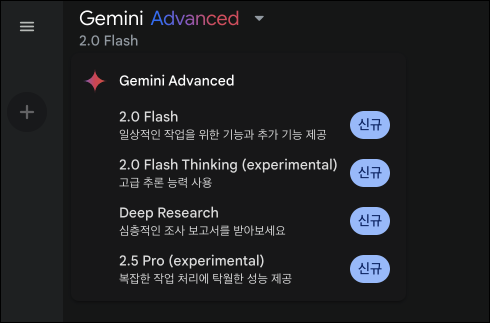 Gemini Advanced
2.0 Flash
Gemini Advanced
2.0 Flash
일상적인 작업을 위한 기능과 추가 기능 제공
신규
2.0 Flash Thinking (experimental)
고급 추론 능력 사용
신규
Deep Research
심층적인 조사 보고서를 받아보세요
신규
2.5 Pro (experimental)
복잡한 작업 처리에 탁월한 성능 제공
신규